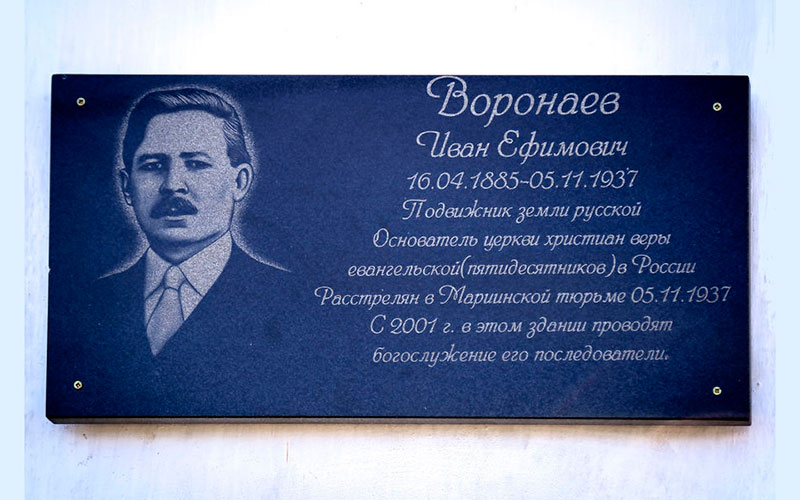 Воронаев
Иван Ефимович
16.04.1885-05.11.1937
Подвижник земли русской
Основатель церкви христиан веры
евангельской(пятидесятников)в России
Расстрелян в Мариинской тюрьме 05.11.1937
С 2001 г. в этом здании проводят
богослужение его последователи.